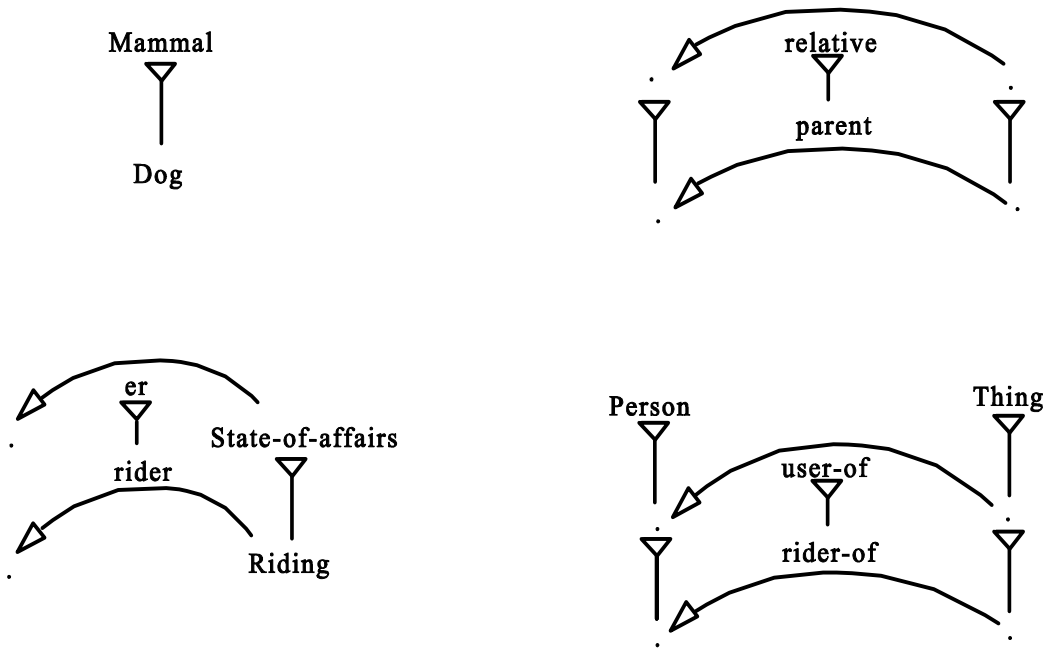 Mammal
Dog
relative
parent
er
State-of-affairs
rider
Riding
Person
Thing
user-of
rider-of